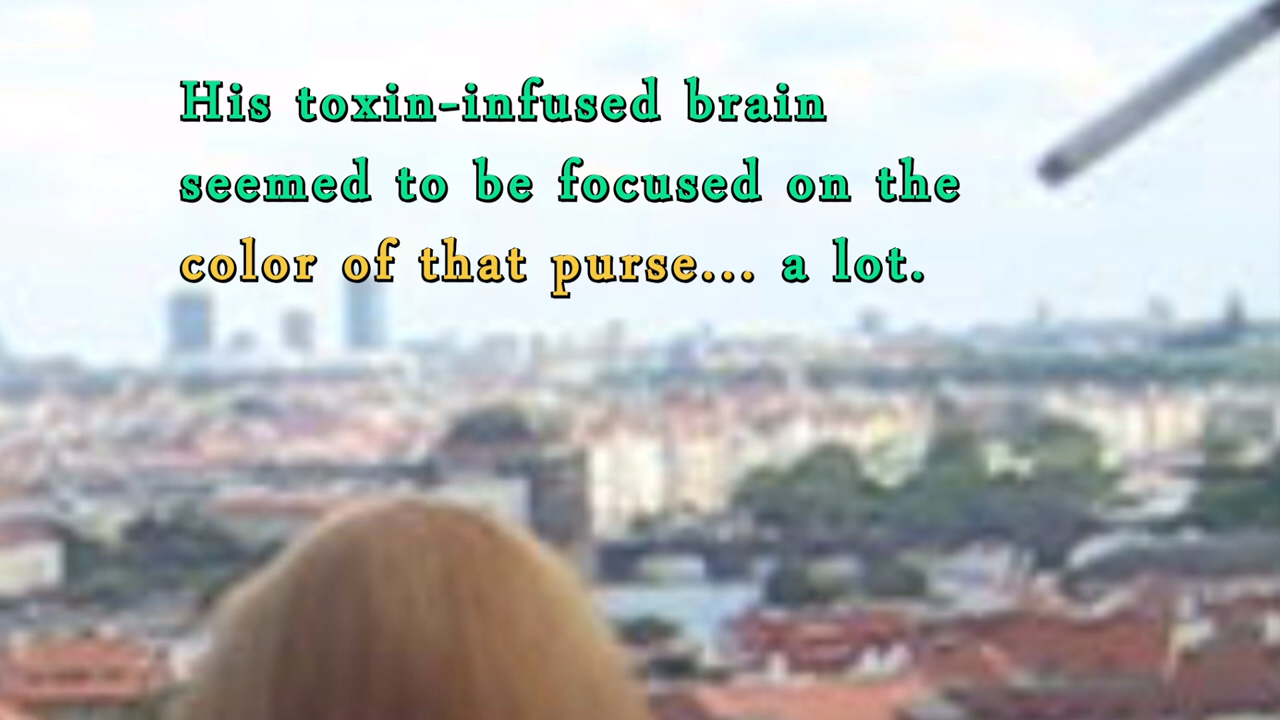 His toxin-infused brain
seemed to be focused on the
color of that purse... a lot.